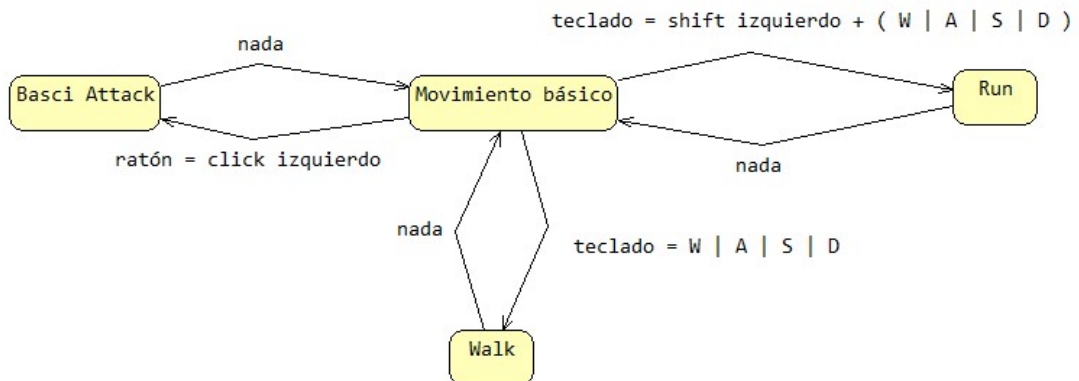 teclado = shift izquierdo + ( W | A | S | D )
nada
Basci Attack
Movimiento básico
Run
ratón = click izquierdo
nada
nada
teclado = W | A | S | D
Walk